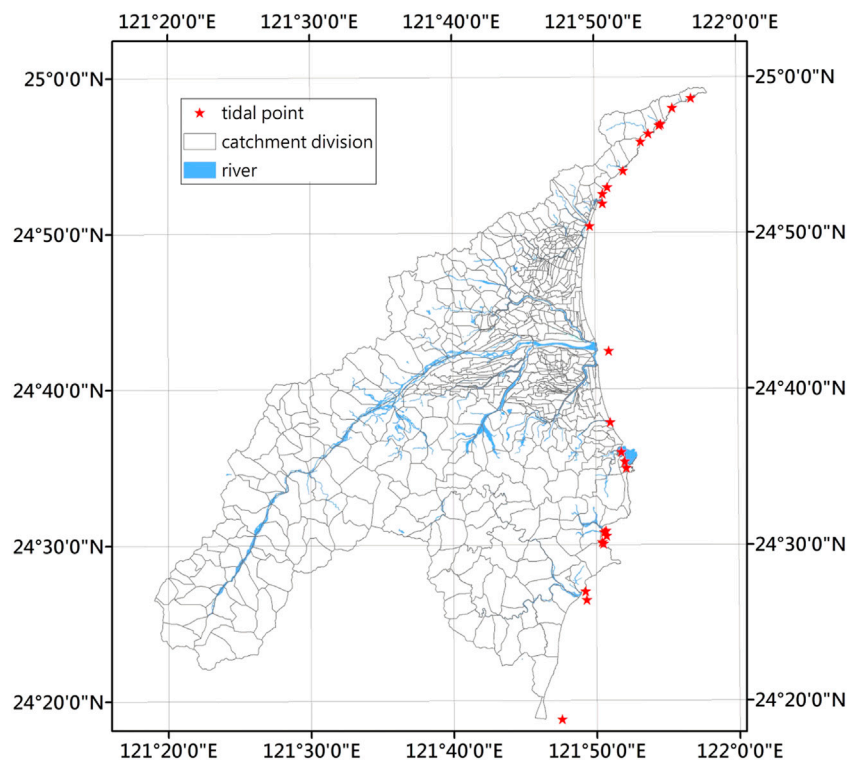 121°20'0"E 121°30'0"E 121°40'0"E 121°50'0"E 122°0'0"E
25°0'0"N 25°0'0"N
tidal point
catchment division
river
24°50'0"N 24°50'0"N
24°40'0"N 24°40'0"N
24°30'0"N 24°30'0"N
24°20'0"N 24°20'0"N
121°20'0"E 121°30'0"E 121°40'0"E 121°50'0"E 122°0'0"E